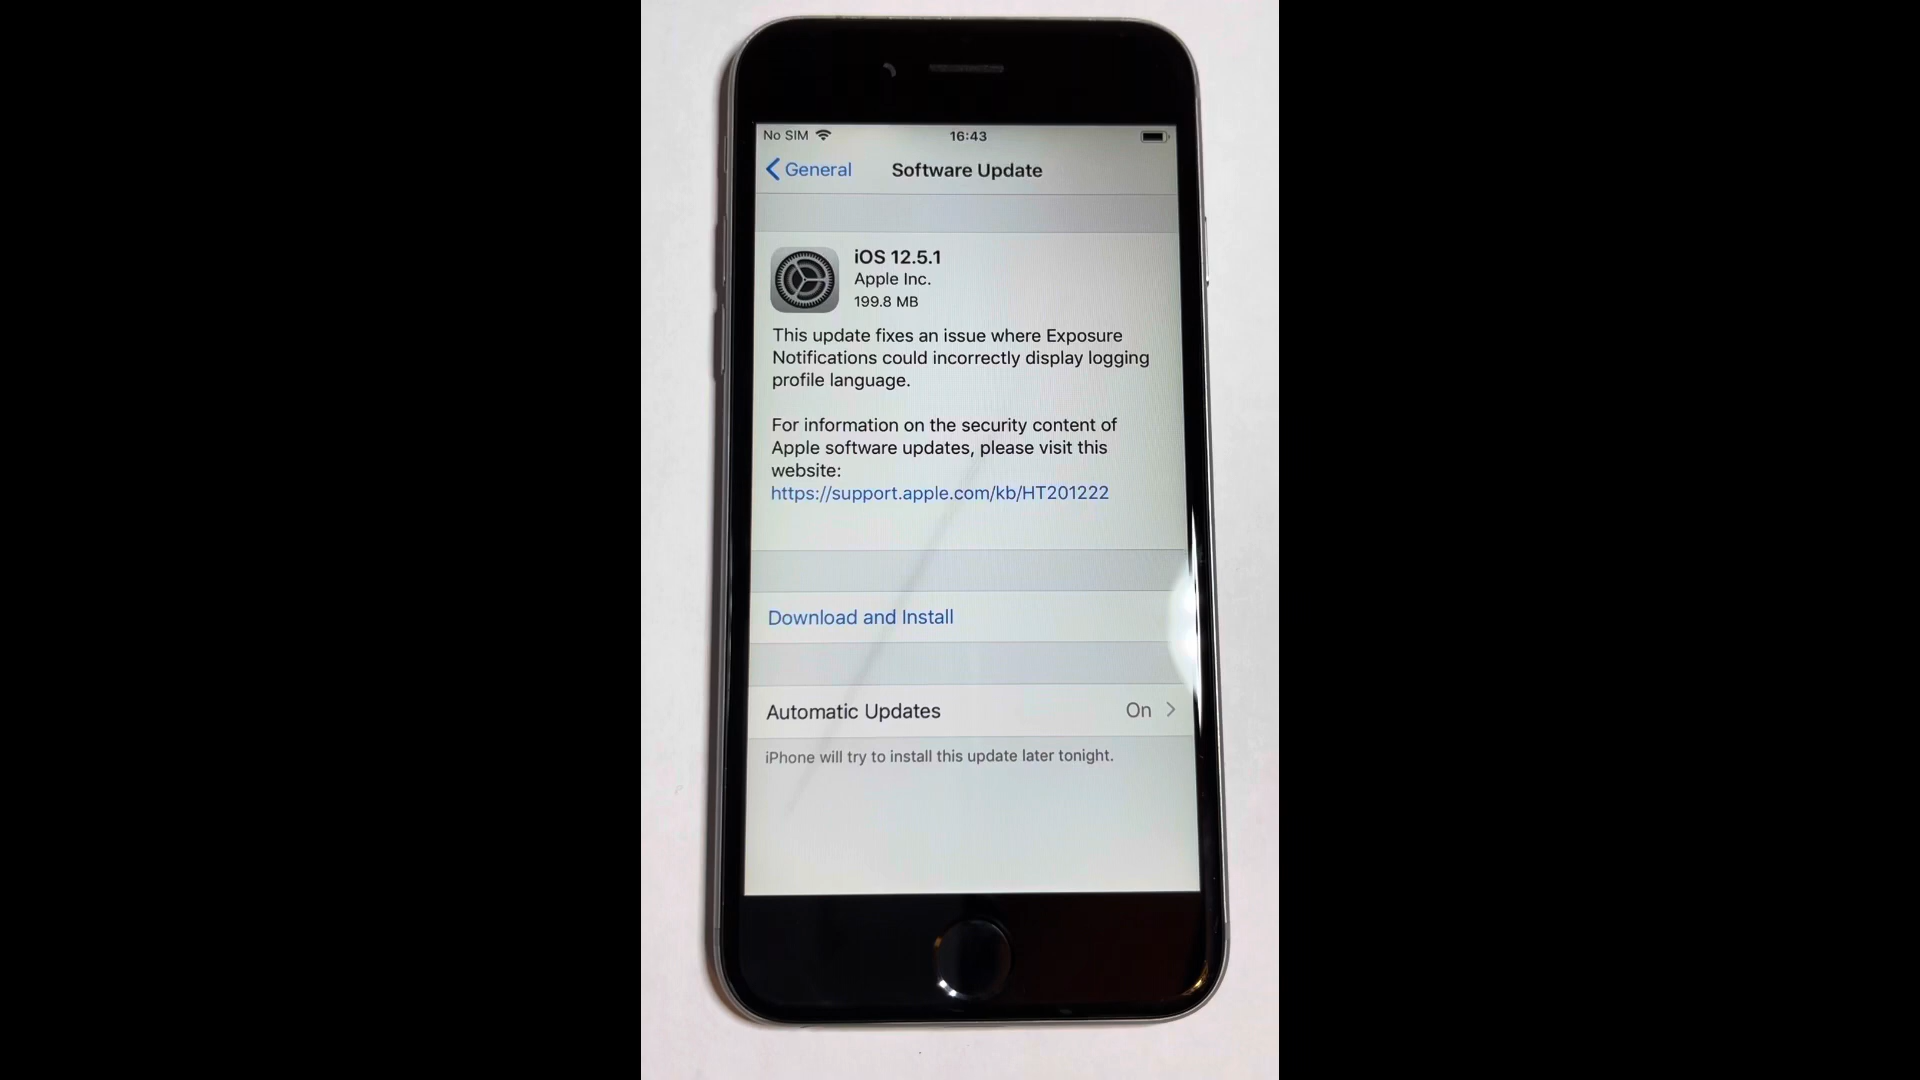 No SIM 16:43
General Software Update
iOS 12.5.1
Apple Inc.
199.8 MB
This update fixes an issue where Exposure
Notifications could incorrectly display logging
profile language.
For information on the security content of
Apple software updates, please visit this
website:
https://support.apple.com/kb/HT201222
Download and Install
Automatic Updates On
iPhone will try to install this update later tonight.